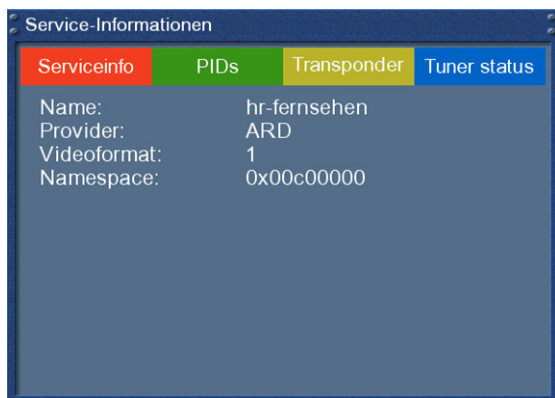 Service-Informationen
Serviceinfo PIDs Transponder Tuner status
Name: hr-fernsehen
Provider: ARD
Videoformat: 1
Namespace: 0x00c00000